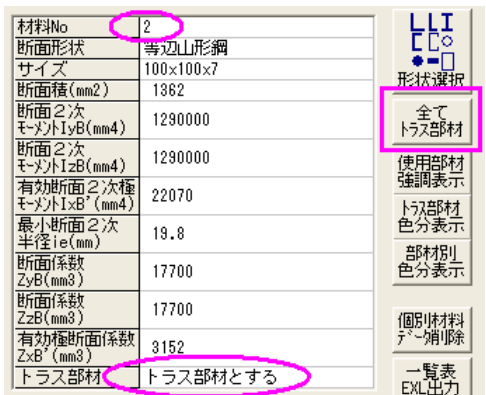 材料No 2
断面形状 等辺山形鋼
サイズ 100x100x7
断面積(mm2) 1362
断面2次
モーメントIyB(mm4) 1290000
断面2次
モーメントIzB(mm4) 1290000
有効断面2次極
モーメントIxB'(mm4) 22070
最小断面2次
半径ie(mm) 19.8
断面係数
ZyB(mm3) 17700
断面係数
ZzB(mm3) 17700
有効極断面係数
ZxB'(mm3) 3152
トラス部材 トラス部材とする
形状選択
全て
トラス部材
使用部材
強調表示
トラス部材
色分表示
部材別
色分表示
個別材料
データ削除
一覧表
EXL出力